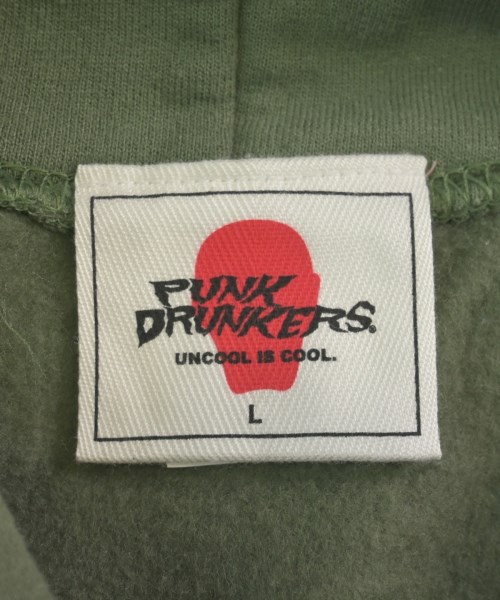 PUNK
DRUNKERS.
UNCOOL IS COOL.
L